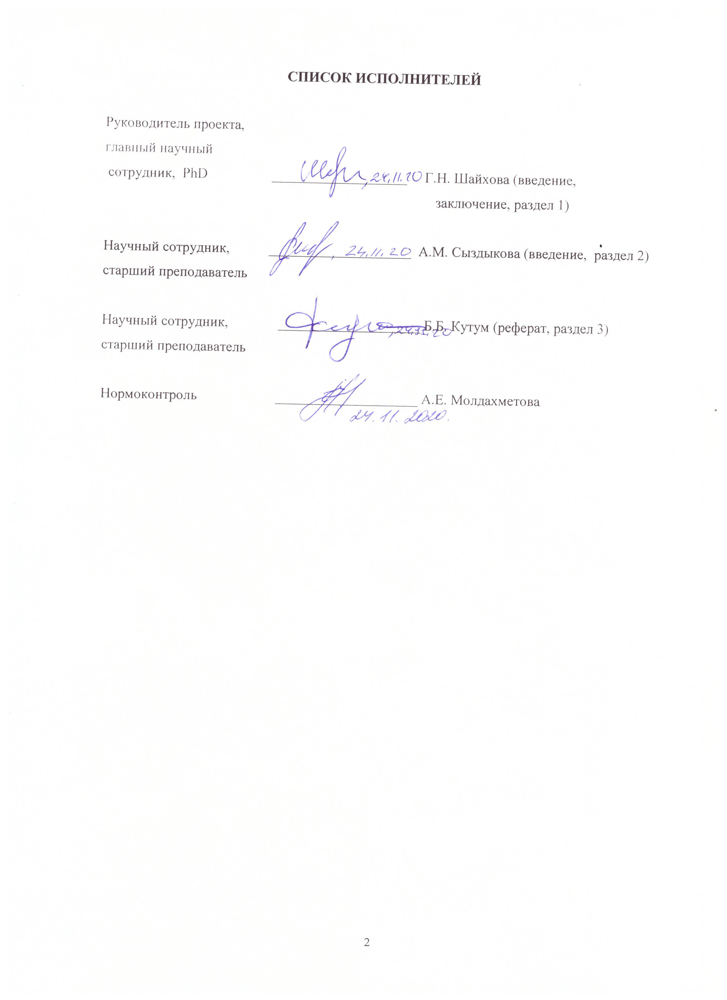 СПИСОК ИСПОЛНИТЕЛЕЙ
Руководитель проекта,
главный научный
сотрудник, PhD
24.11.20 Г.Н. Шайхова (введение,
заключение, раздел 1)
Научный сотрудник,
24.11.20 А.М. Сыздыкова (введение, раздел 2)
старший преподаватель
Научный сотрудник,
24.11.20 Б.Б. Кутум (реферат, раздел 3)
старший преподаватель
Нормоконтроль
А.Е. Молдахметова
24.11.2020.
2